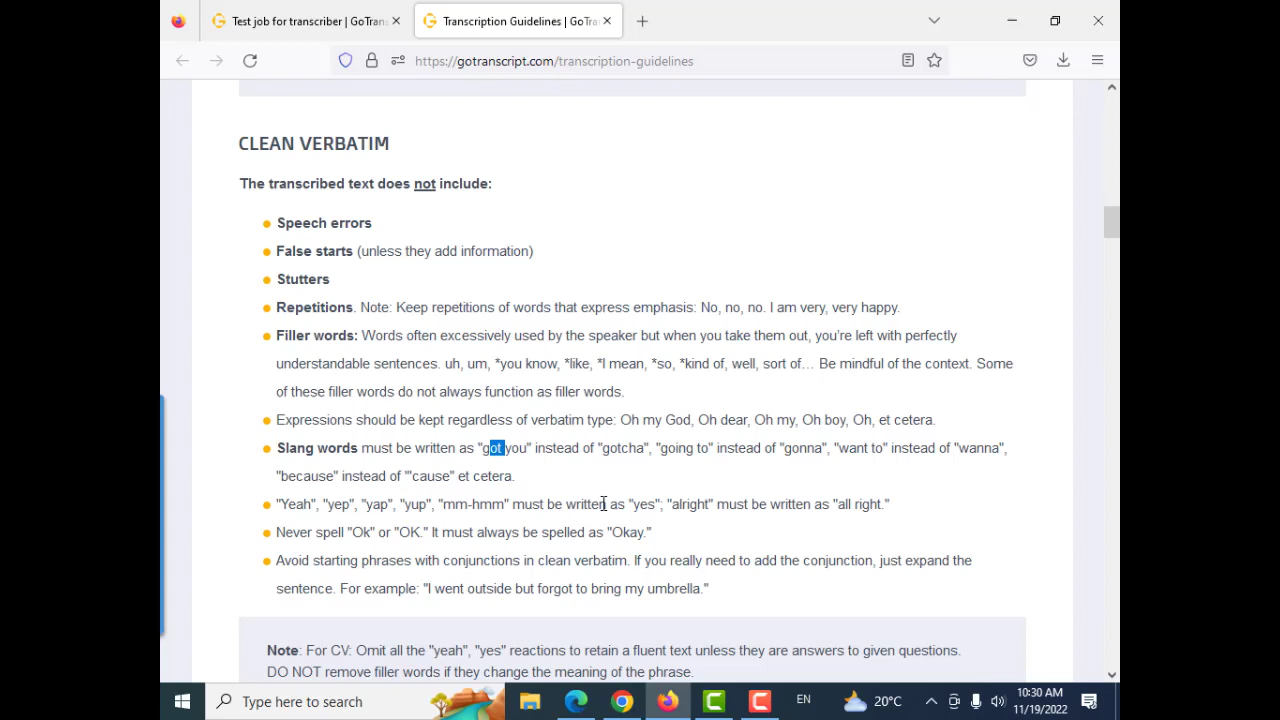 Test job for transcriber | GoTrans
Transcription Guidelines | GoTra
https://gotranscript.com/transcription-guidelines
CLEAN VERBATIM
The transcribed text does not include:
Speech errors
False starts (unless they add information)
Stutters
Repetitions. Note: Keep repetitions of words that express emphasis: No, no, no. I am very, very happy.
Filler words: Words often excessively used by the speaker but when you take them out, you're left with perfectly
understandable sentences. uh, um, *you know, *like, *I mean, *so, *kind of, well, sort of… Be mindful of the context. Some
of these filler words do not always function as filler words.
Expressions should be kept regardless of verbatim type: Oh my God, Oh dear, Oh my, Oh boy, Oh, et cetera.
Slang words must be written as "got you" instead of "gotcha", "going to" instead of "gonna", "want to" instead of "wanna",
"because" instead of "'cause" et cetera.
"Yeah", "yep", "yap", "yup", "mm-hmm" must be written as "yes"; "alright" must be written as "all right."
Never spell "Ok" or "OK." It must always be spelled as "Okay."
Avoid starting phrases with conjunctions in clean verbatim. If you really need to add the conjunction, just expand the
sentence. For example: "I went outside but forgot to bring my umbrella."
Note: For CV: Omit all the "yeah", "yes" reactions to retain a fluent text unless they are answers to given questions.
DO NOT remove filler words if they change the meaning of the phrase.
Type here to search
20°C
EN
10:30 AM
11/19/2022